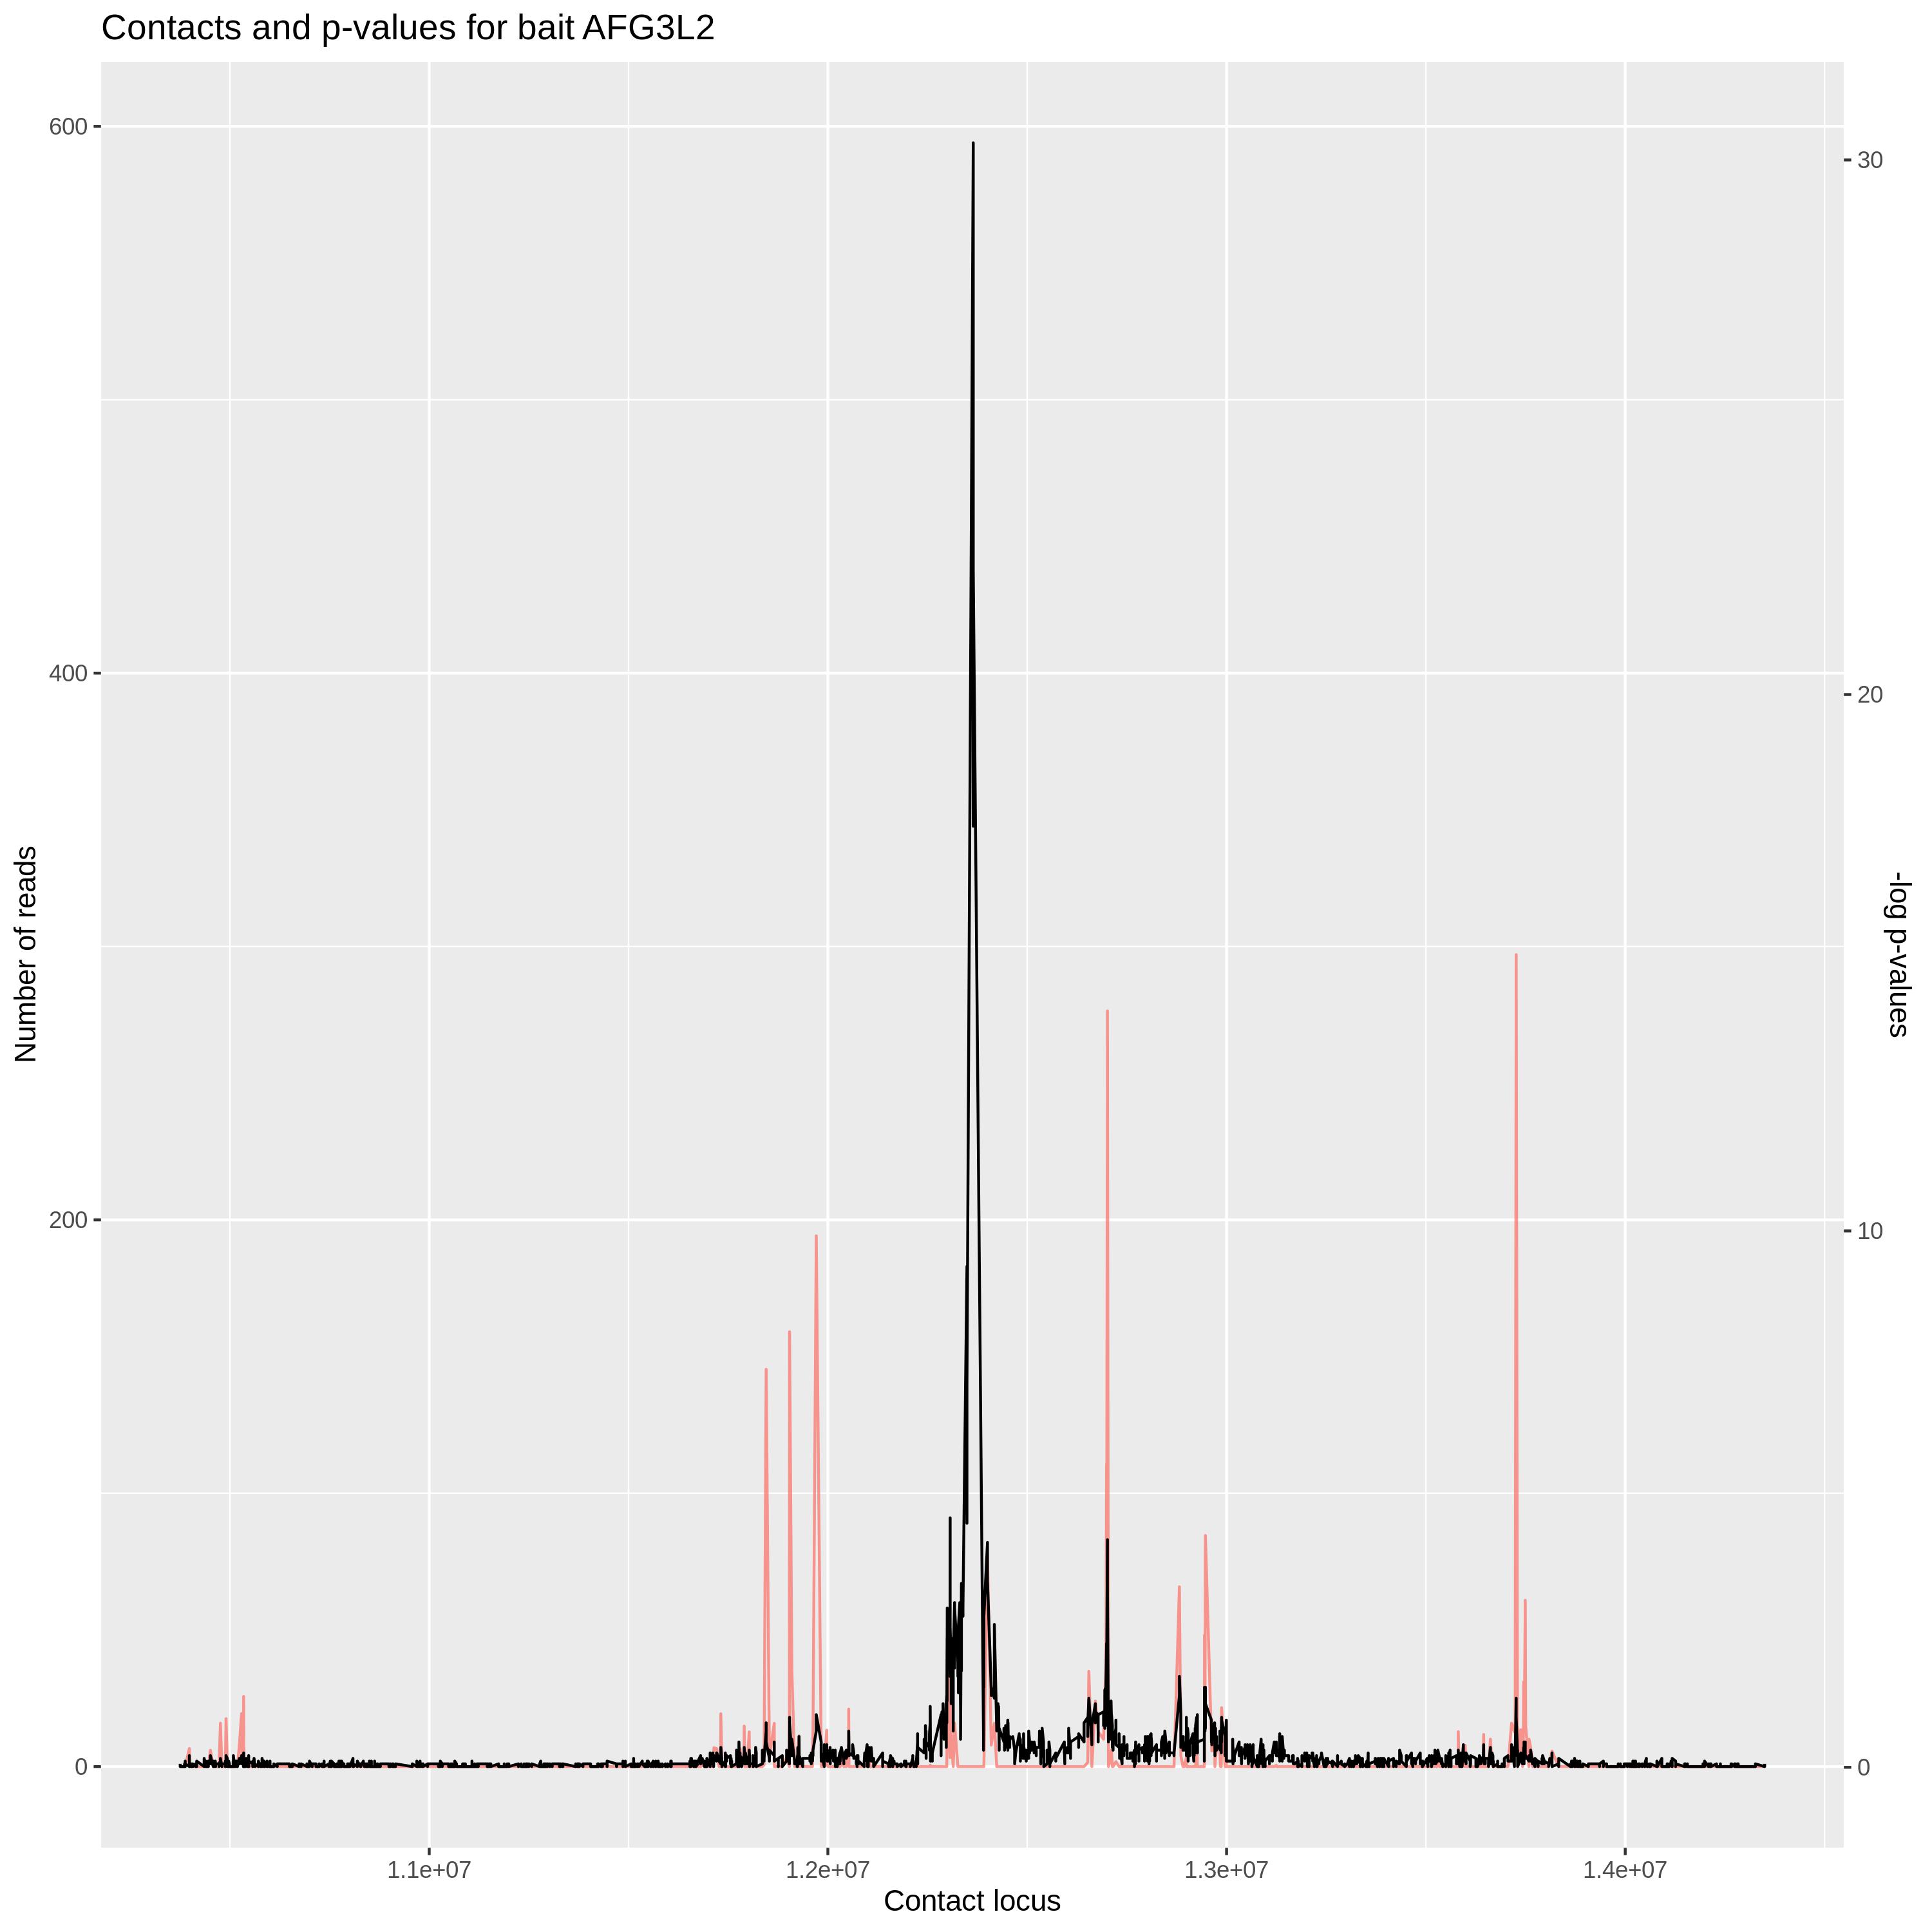 Contacts and p-values for bait AFG3L2
600
400
200
0
Number of reads
30
20
10
0
-log p-values
1.1e+07
1.2e+07
1.3e+07
1.4e+07
Contact locus